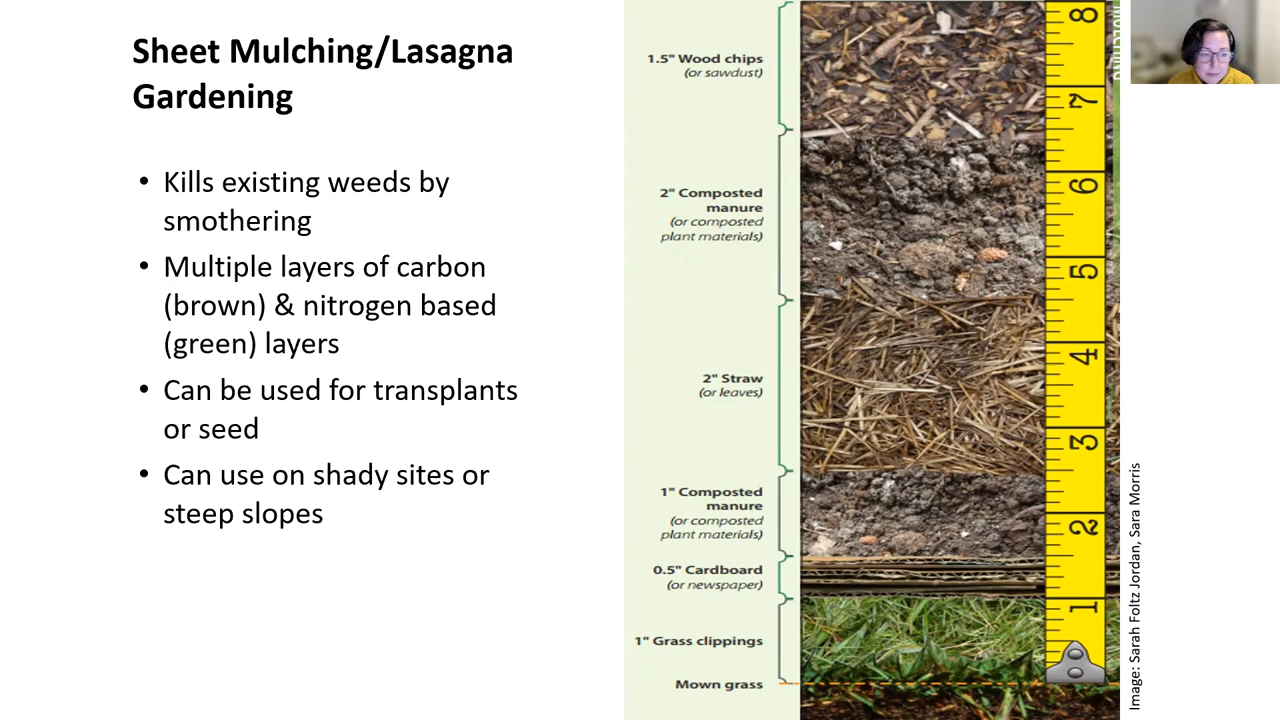 Sheet Mulching/Lasagna
Gardening
• Kills existing weeds by
smothering
• Multiple layers of carbon
(brown) & nitrogen based
(green) layers
• Can be used for transplants
or seed
• Can use on shady sites or
steep slopes
1.5" Wood chips
(or sawdust)
2" Composted
manure
(or composted
plant materials)
2" Straw
(or leaves)
1" Composted
manure
(or composted
plant materials)
0.5" Cardboard
(or newspaper)
1" Grass clippings
Mown grass
8
7
6
5
4
3
2
1
Image: Sarah Foltz Jordan, Sara Morris